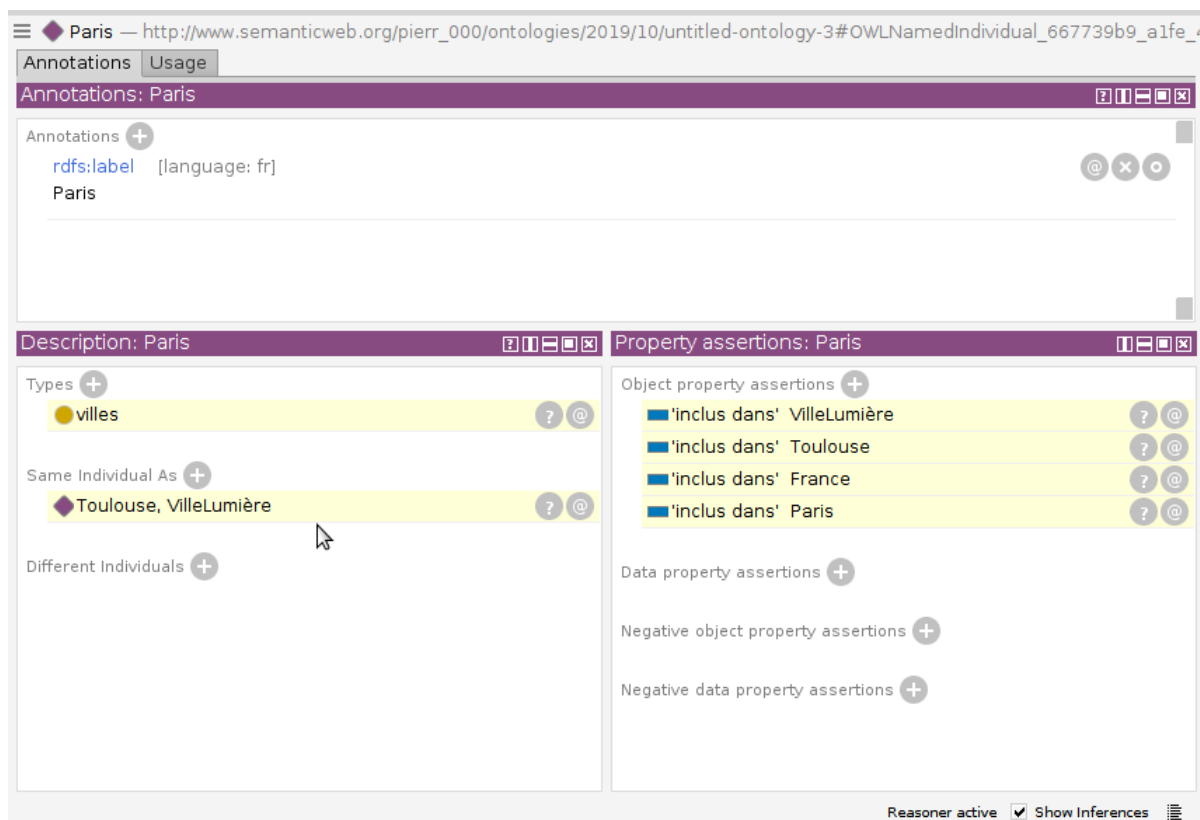 Paris — http://www.semanticweb.org/pierr_000/ontologies/2019/10/untitled-ontology-3#OWLNamedIndividual_667739b9_a1fe_4
Annotations Usage
Annotations: Paris
Annotations
rdfs:label [language: fr]
Paris
Description: Paris
Types
villes
Same Individual As
Toulouse, VilleLumière
Different Individuals
Property assertions: Paris
Object property assertions
'inclus dans' VilleLumière
'inclus dans' Toulouse
'inclus dans' France
'inclus dans' Paris
Data property assertions
Negative object property assertions
Negative data property assertions
Reasoner active Show Inferences